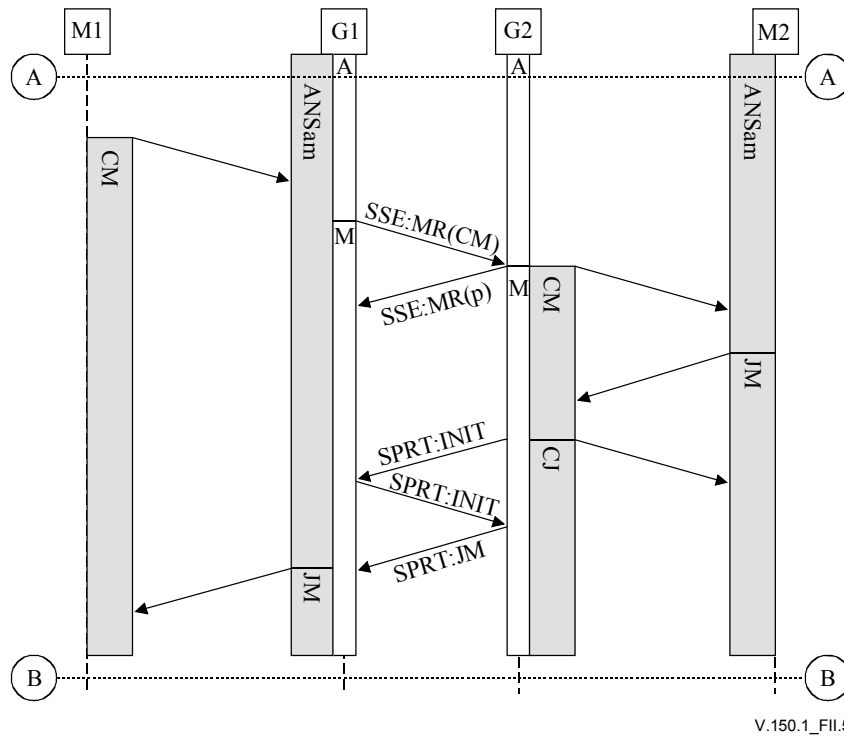 M1
G1
G2
M2
A
A
A
A
ANSam
ANSam
CM
SSE:MR(CM)
M
M
CM
SSE:MR(p)
JM
SPRT:INIT
CJ
SPRT:INIT
SPRT:JM
JM
B
B